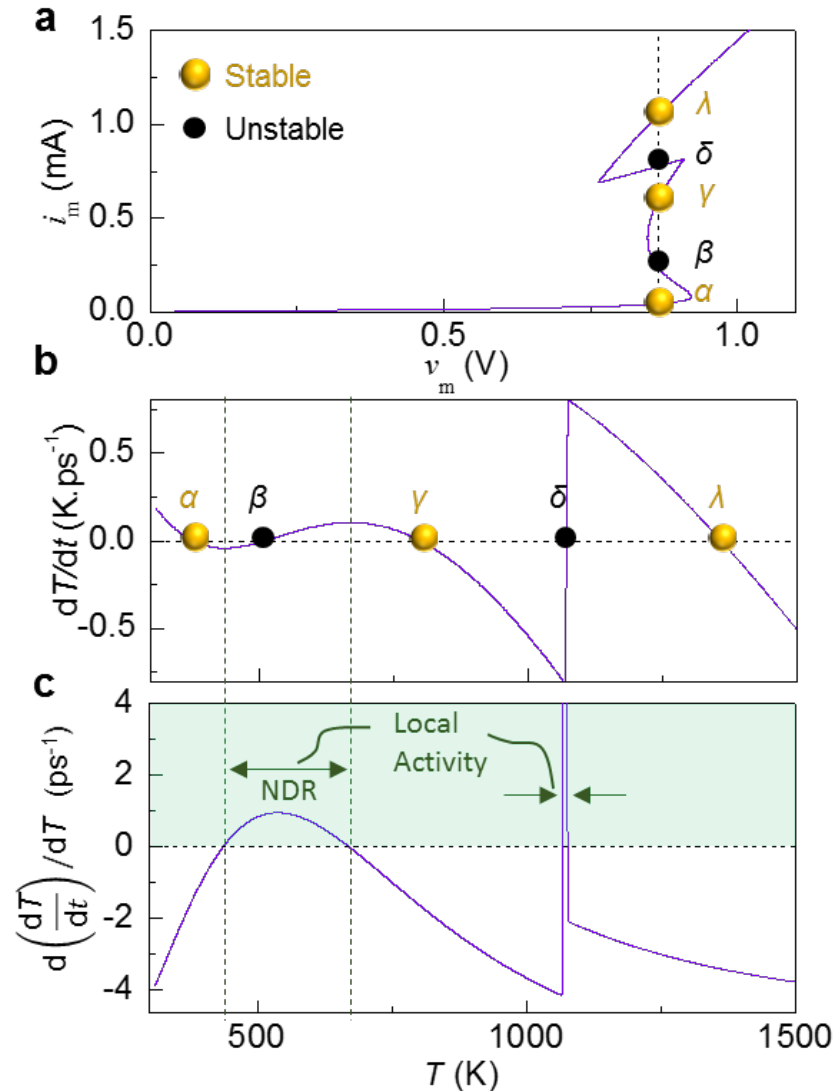 a
Stable
Unstable
λ
δ
γ
β
α
i_m (mA)
1.5
1.0
0.5
0.0
0.0 0.5 1.0
v_m (V)
b
α β γ δ λ
dT/dt (K.ps⁻¹)
0.5
0.0
-0.5
c
Local
Activity
NDR
d(dT/dt)/dT (ps⁻¹)
4
2
0
-2
-4
500 1000 1500
T (K)